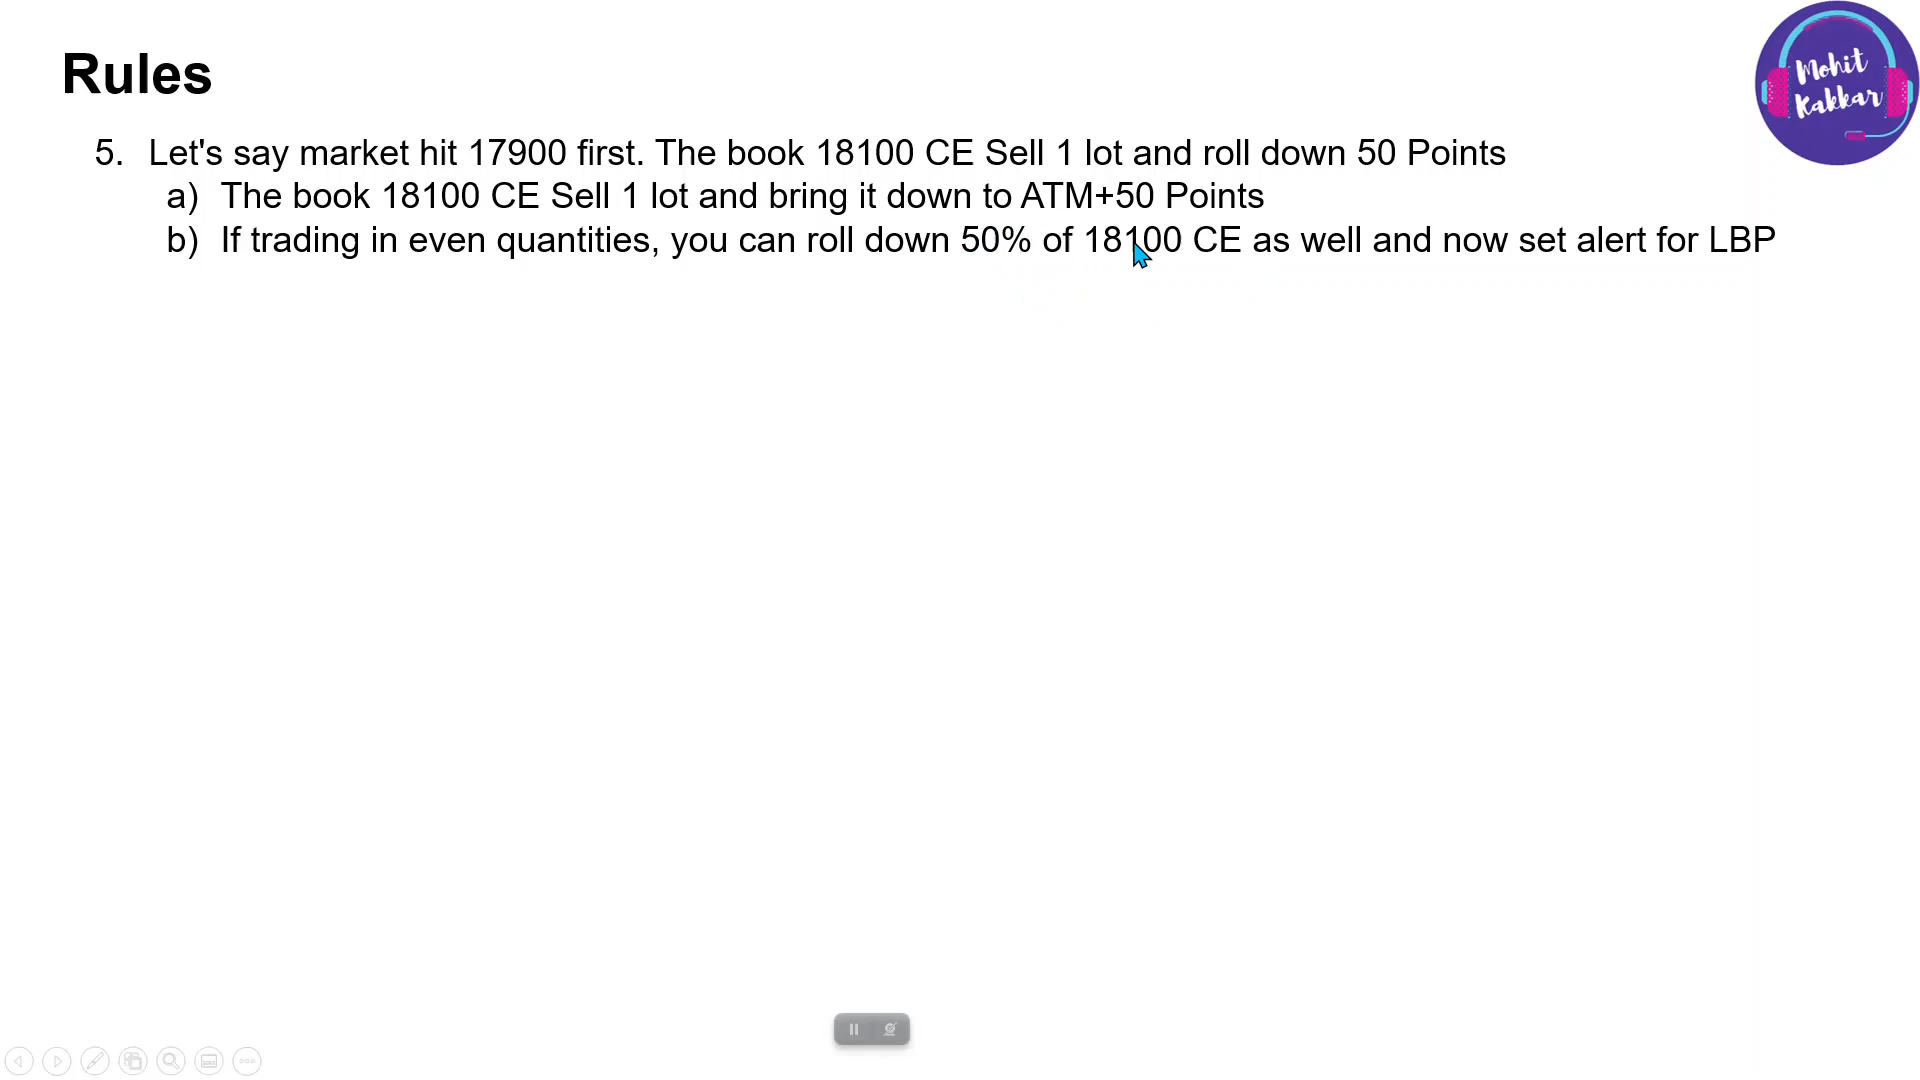 Rules
Mohit
Kakkar
5. Let's say market hit 17900 first. The book 18100 CE Sell 1 lot and roll down 50 Points
a) The book 18100 CE Sell 1 lot and bring it down to ATM+50 Points
b) If trading in even quantities, you can roll down 50% of 18100 CE as well and now set alert for LBP